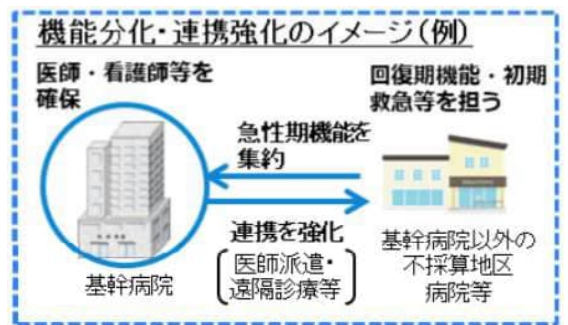 機能分化・連携強化のイメージ(例)
医師・看護師等を
確保
回復期機能・初期
救急等を担う
急性期機能を
集約
連携を強化
医師派遣・
遠隔診療等
基幹病院
基幹病院以外の
不採算地区
病院等